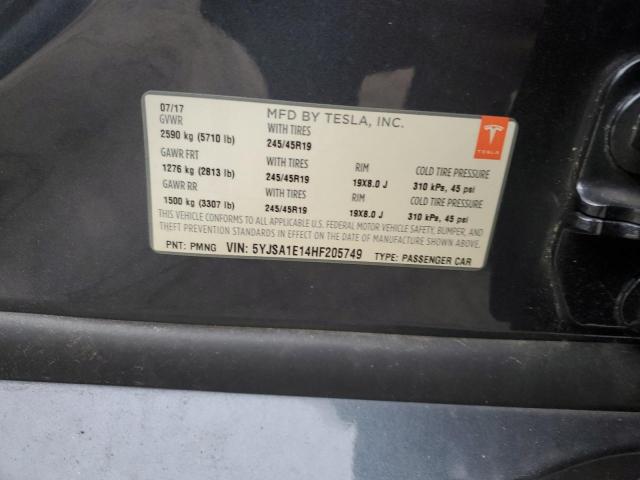 07/17 MFD BY TESLA, INC.
GVWR WITH TIRES
2590 kg (5710 lb) 245/45R19
GAWR FRT WITH TIRES RIM COLD TIRE PRESSURE
1276 kg (2813 lb) 245/45R19 19X8.0 J 310 kPs, 45 psi
GAWR RR WITH TIRES RIM COLD TIRE PRESSURE
1500 kg (3307 lb) 245/45R19 19X8.0 J 310 kPs, 45 psi
THIS VEHICLE CONFORMS TO ALL APPLICABLE U.S. FEDERAL MOTOR VEHICLE SAFETY, BUMPER, AND
THEFT PREVENTION STANDARDS IN EFFECT ON THE DATE OF MANUFACTURE SHOWN ABOVE.
PNT: PMNG VIN: 5YJSA1E14HF205749 TYPE: PASSENGER CAR
TESLA